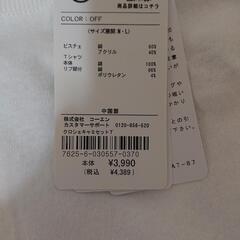 商品詳細はコチラ
COLOR：OFF
(サイズ展開 M・L)
ビスチェ 綿 60%
アクリル 40%
Tシャツ
本体 綿 100%
リブ部分 綿 96%
ポリウレタン 4%
中国製
株式会社 コーエン
カスタマーサポート 0120-856-620
クロシェキャミセットT
7625-6-030557-0370
本体 ¥3,990
(税込 ¥4,389)